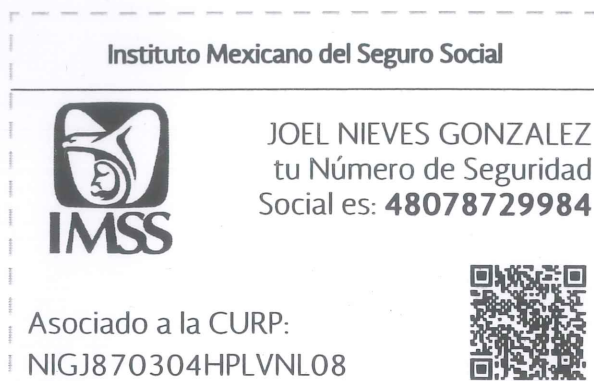 Instituto Mexicano del Seguro Social
JOEL NIEVES GONZALEZ
tu Número de Seguridad
Social es: 48078729984
IMSS
Asociado a la CURP:
NIGJ870304HPLVNL08